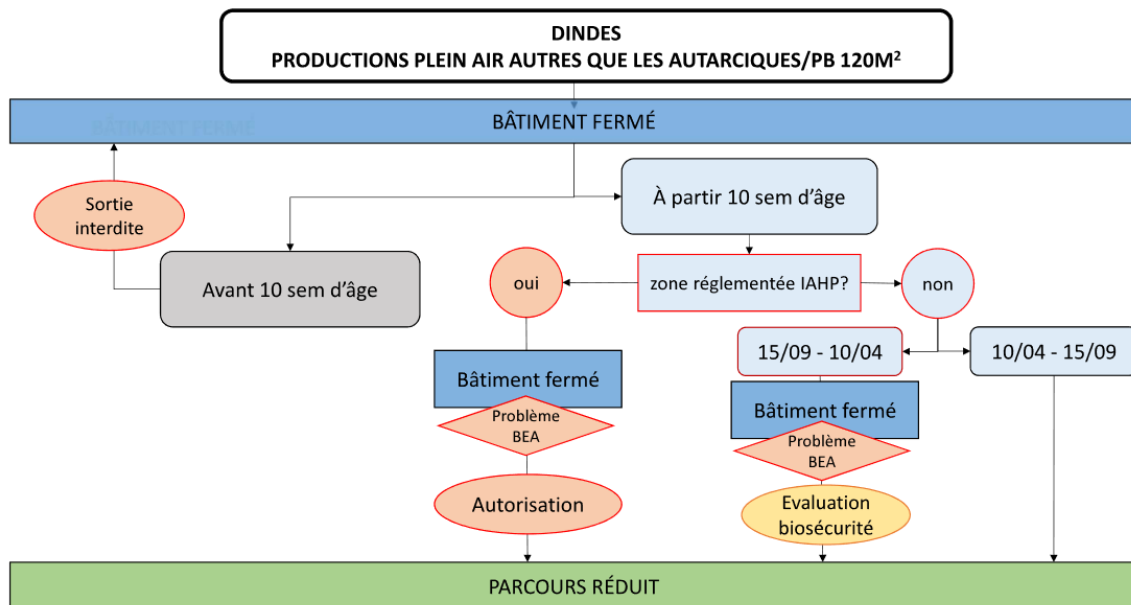 DINDES
PRODUCTIONS PLEIN AIR AUTRES QUE LES AUTARCIQUES/PB 120M²
BÂTIMENT FERMÉ
BÂTIMENT FERMÉ
Sortie
interdite
À partir 10 sem d'âge
Avant 10 sem d'âge
oui
zone réglementée IAHP?
non
15/09 - 10/04
10/04 - 15/09
Bâtiment fermé
Problème
BEA
Bâtiment fermé
Problème
BEA
Autorisation
Evaluation
biosécurité
PARCOURS RÉDUIT